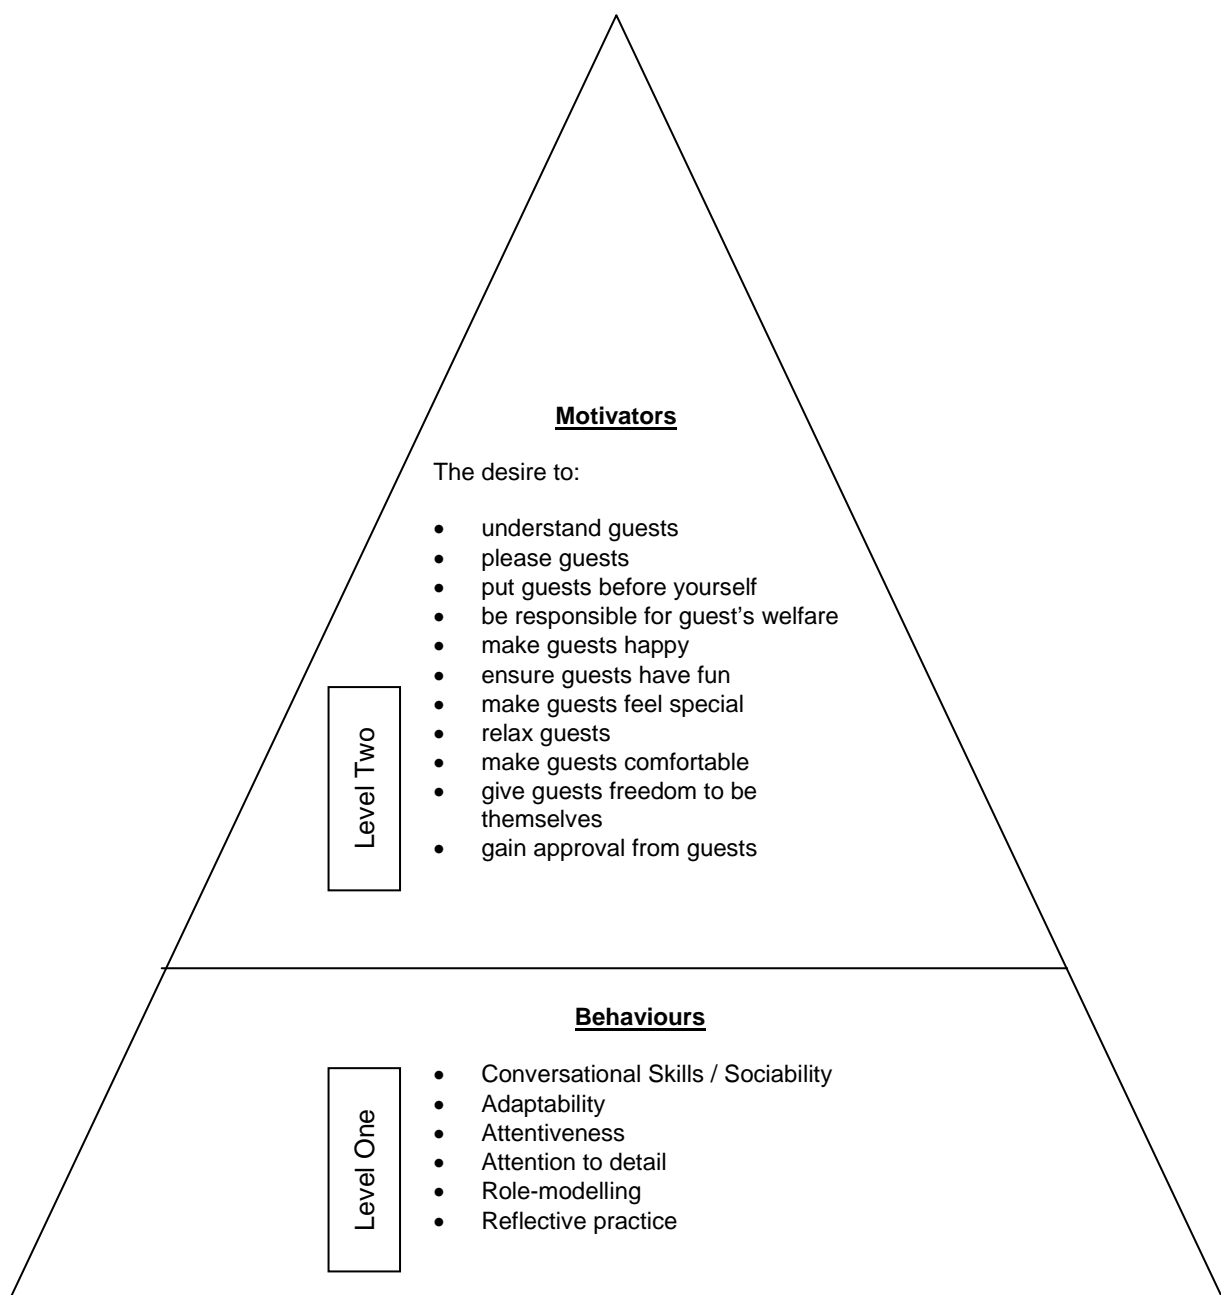 Motivators
The desire to:
• understand guests
• please guests
• put guests before yourself
• be responsible for guest's welfare
• make guests happy
• ensure guests have fun
• make guests feel special
• relax guests
• make guests comfortable
• give guests freedom to be
themselves
• gain approval from guests
Level Two
Behaviours
• Conversational Skills / Sociability
• Adaptability
• Attentiveness
• Attention to detail
• Role-modelling
• Reflective practice
Level One